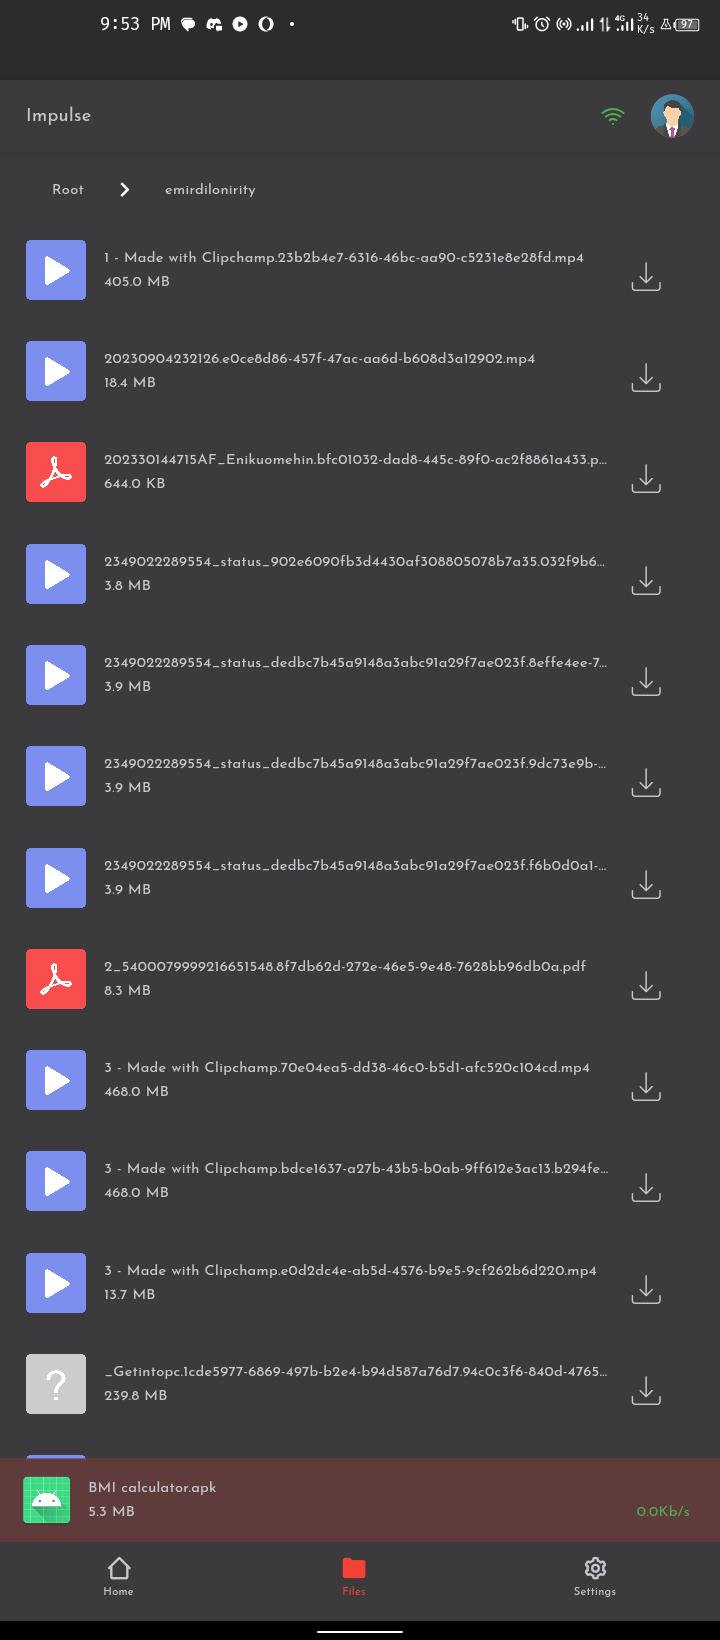 9:53 PM
4G
34
K/s
97
Impulse
Root
emirdilonirity
1 - Made with Clipchamp.23b2b4e7-6316-46bc-aa90-c5231e8e28fd.mp4
405.0 MB
20230904232126.e0ce8d86-457f-47ac-aa6d-b608d3a12902.mp4
18.4 MB
202330144715AF_Enikuomehin.bfc01032-dad8-445c-89f0-ac2f8861a433.p...
644.0 KB
2349022289554_status_902e6090fb3d4430af308805078b7a35.032f9b6...
3.8 MB
2349022289554_status_dedbc7b45a9148a3abc91a29f7ae023f.8effe4ee-7...
3.9 MB
2349022289554_status_dedbc7b45a9148a3abc91a29f7ae023f.9dc73e9b-...
3.9 MB
2349022289554_status_dedbc7b45a9148a3abc91a29f7ae023f.f6b0d0a1-...
3.9 MB
2_5400079999216651548.8f7db62d-272e-46e5-9e48-7628bb96db0a.pdf
8.3 MB
3 - Made with Clipchamp.70e04ea5-dd38-46c0-b5d1-afc520c104cd.mp4
468.0 MB
3 - Made with Clipchamp.bdce1637-a27b-43b5-b0ab-9ff612e3ac13.b294fe...
468.0 MB
3 - Made with Clipchamp.e0d2dc4e-ab5d-4576-b9e5-9cf262b6d220.mp4
13.7 MB
_Getintopc.1cde5977-6869-497b-b2e4-b94d587a76d7.94c0c3f6-840d-4765...
239.8 MB
BMI calculator.apk
5.3 MB
0.0Kb/s
Home
Files
Settings